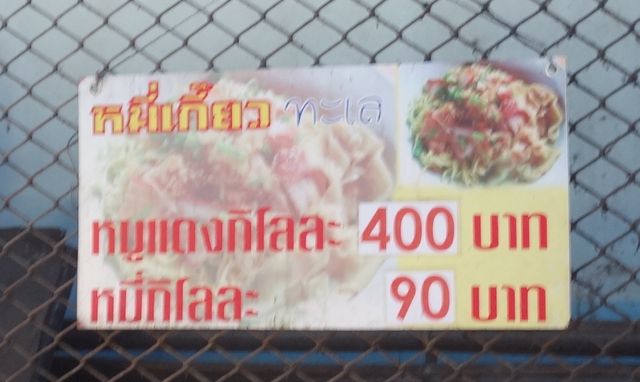 หมี่เกี๊ยว ทะเล
หมูแดงกิโลละ 400 บาท
หมี่กิโลละ 90 บาท